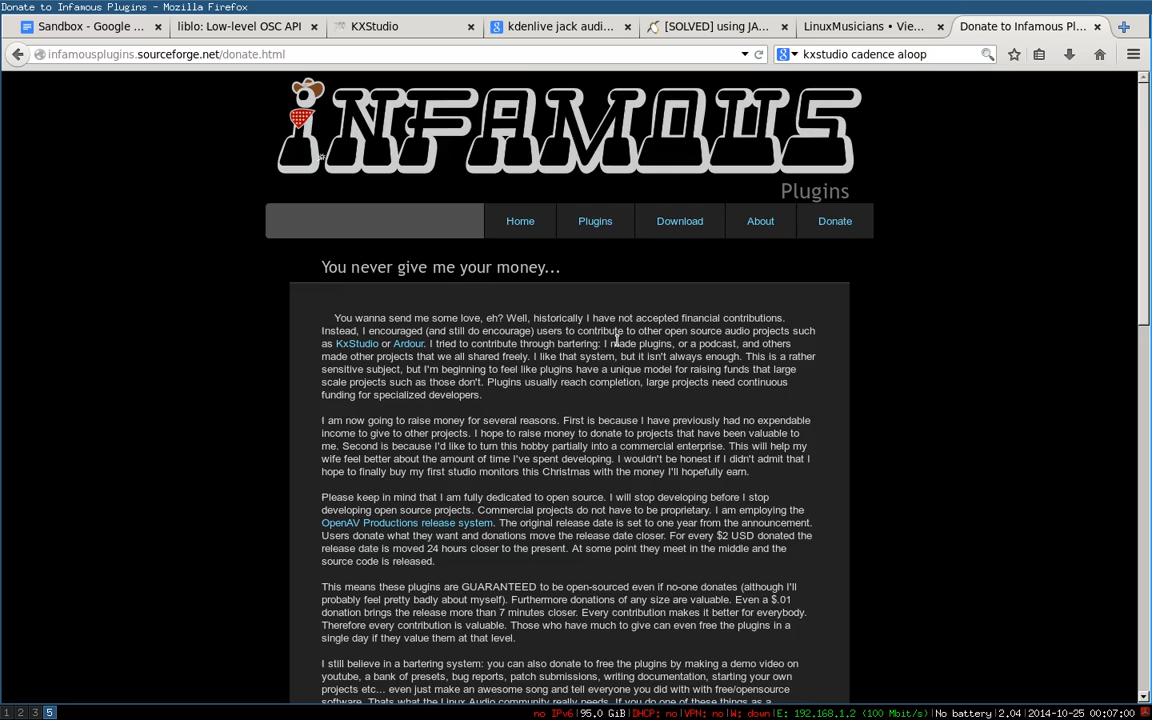 Donate to Infamous Plugins - Mozilla Firefox
Sandbox - Google ... × liblo: Low-level OSC API × KXStudio × kdenlive jack audi... × [SOLVED] using JA... × LinuxMusicians • Vie... × Donate to Infamous Pl... ×
infamousplugins.sourceforge.net/donate.html kxstudio cadence aloop
iNFAMOUS
Plugins
Home Plugins Download About Donate
You never give me your money...
You wanna send me some love, eh? Well, historically I have not accepted financial contributions.
Instead, I encouraged (and still do encourage) users to contribute to other open source audio projects such
as KxStudio or Ardour. I tried to contribute through bartering: I made plugins, or a podcast, and others
made other projects that we all shared freely. I like that system, but it isn't always enough. This is a rather
sensitive subject, but I'm beginning to feel like plugins have a unique model for raising funds that large
scale projects such as those don't. Plugins usually reach completion, large projects need continuous
funding for specialized developers.
I am now going to raise money for several reasons. First is because I have previously had no expendable
income to give to other projects. I hope to raise money to donate to projects that have been valuable to
me. Second is because I'd like to turn this hobby partially into a commercial enterprise. This will help my
wife feel better about the amount of time I've spent developing. I wouldn't be honest if I didn't admit that I
hope to finally buy my first studio monitors this Christmas with the money I'll hopefully earn.
Please keep in mind that I am fully dedicated to open source. I will stop developing before I stop
developing open source projects. Commercial projects do not have to be proprietary. I am employing the
OpenAV Productions release system. The original release date is set to one year from the announcement.
Users donate what they want and donations move the release date closer. For every $2 USD donated the
release date is moved 24 hours closer to the present. At some point they meet in the middle and the
source code is released.
This means these plugins are GUARANTEED to be open-sourced even if no-one donates (although I'll
probably feel pretty badly about myself). Furthermore donations of any size are valuable. Even a $.01
donation brings the release more than 7 minutes closer. Every contribution makes it better for everybody.
Therefore every contribution is valuable. Those who have much to give can even free the plugins in a
single day if they value them at that level.
I still believe in a bartering system: you can also donate to free the plugins by making a demo video on
youtube, a bank of presets, bug reports, patch submissions, writing documentation, starting your own
projects etc... even just make an awesome song and tell everyone you did with with free/opensource
software. Thats what the Linux Audio community really needs. If you do one of these things as a
1 2 3 5 no IPv6|95.0 GiB|DHCP: no|VPN: no|W: down|E: 192.168.1.2 (100 Mbit/s)|No battery|2.04|2014-10-25 00:07:00